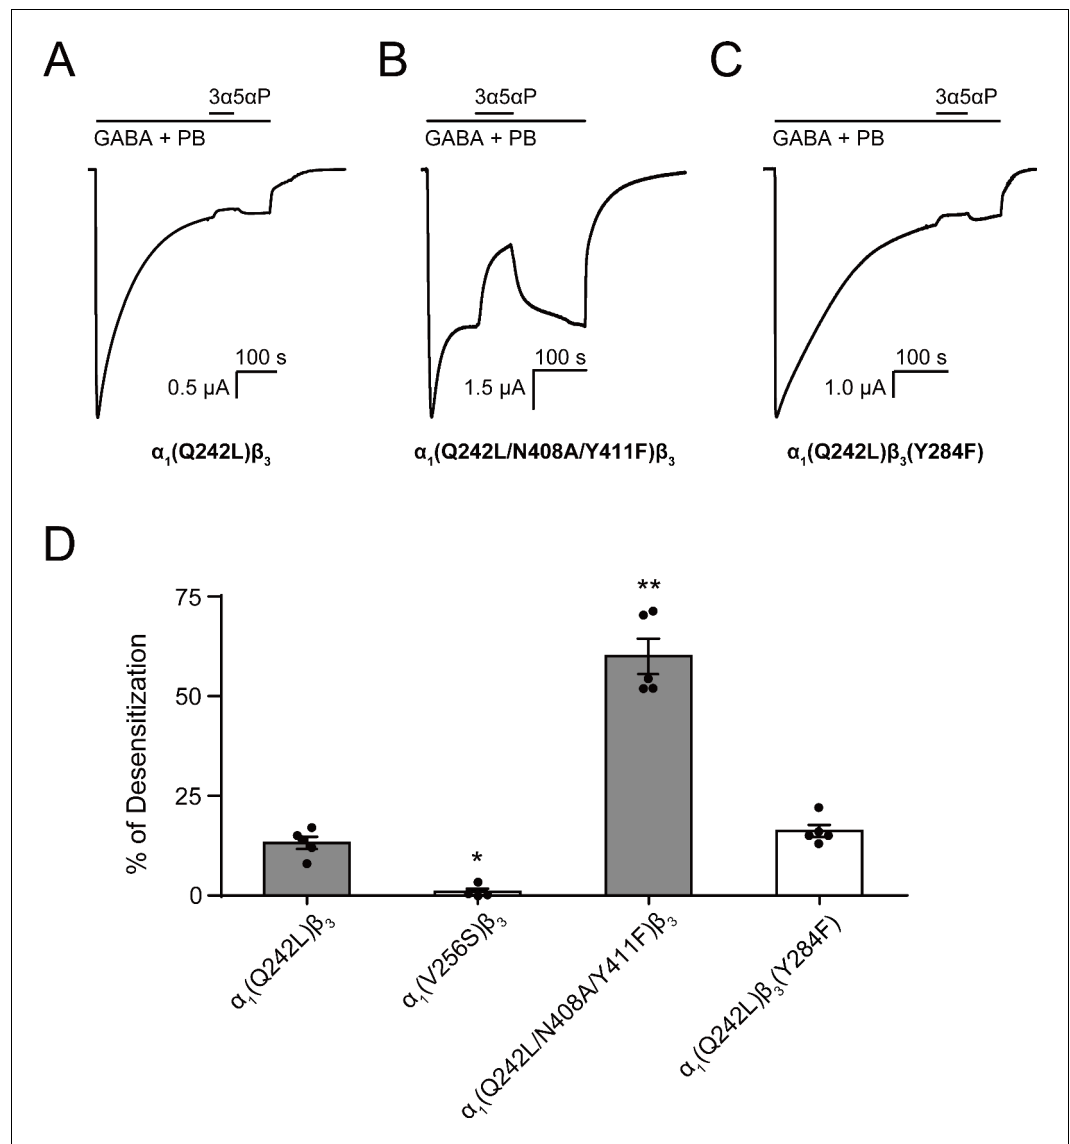 A
B
C
3α5αP
GABA + PB
3α5αP
GABA + PB
3α5αP
GABA + PB
100 s
0.5 µA
100 s
1.5 µA
100 s
1.0 µA
α₁(Q242L)β₃
α₁(Q242L/N408A/Y411F)β₃
α₁(Q242L)β₃(Y284F)
D
% of Desensitization
75
50
25
0
*
**
α₁(Q242L)β₃
α₁(V256S)β₃
α₁(Q242L/N408A/Y411F)β₃
α₁(Q242L)β₃(Y284F)